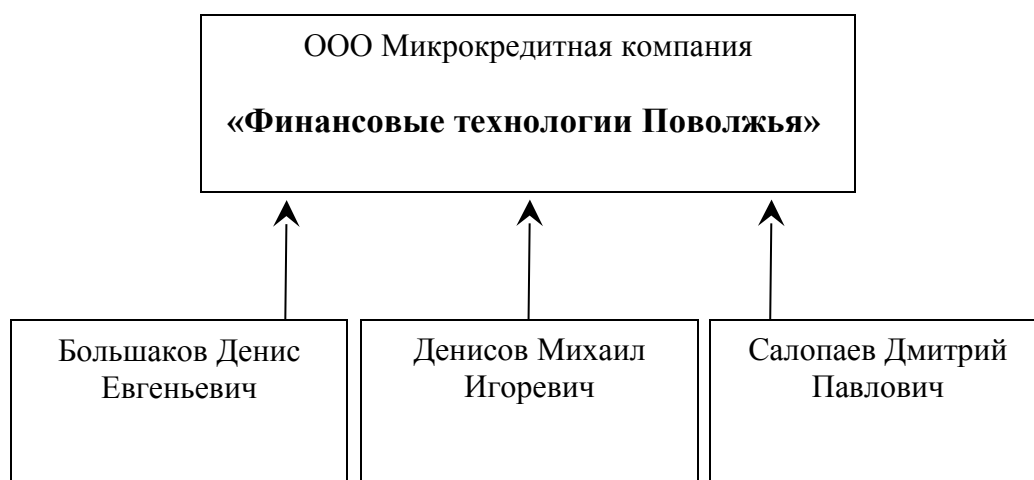 ООО Микрокредитная компания
«Финансовые технологии Поволжья»
Большаков Денис
Евгеньевич
Денисов Михаил
Игоревич
Салопаев Дмитрий
Павлович